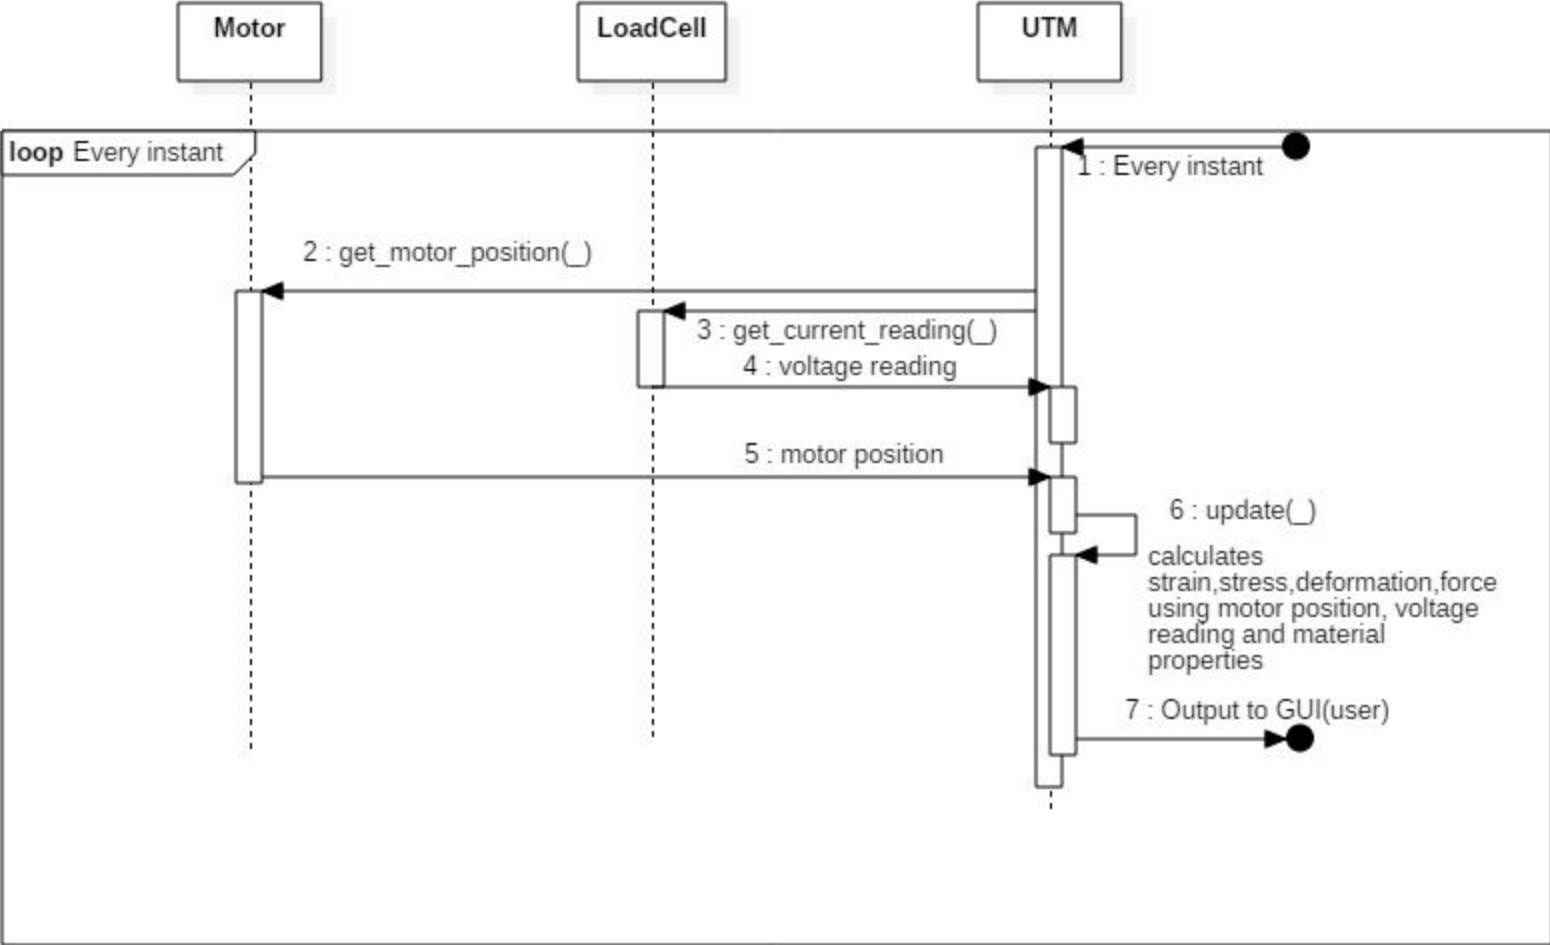 Motor
LoadCell
UTM
loop Every instant
1 : Every instant
2 : get_motor_position(_)
3 : get_current_reading(_)
4 : voltage reading
5 : motor position
6 : update(_)
calculates
strain,stress,deformation,force
using motor position, voltage
reading and material
properties
7 : Output to GUI(user)